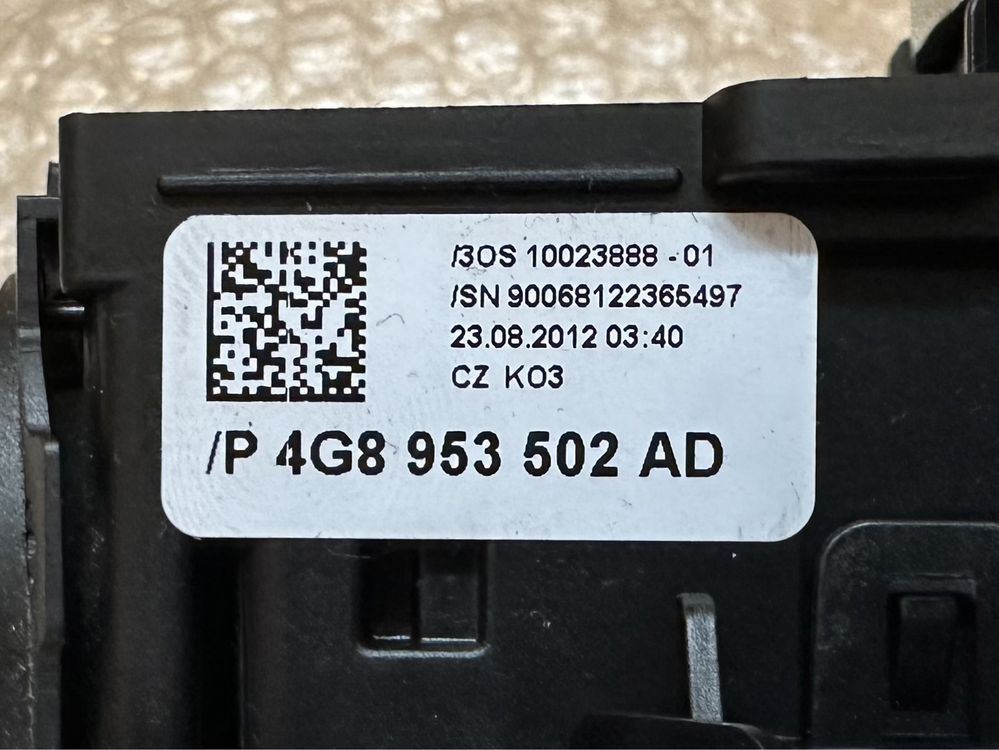 /3OS 10023888 - 01
/SN 90068122365497
23.08.2012 03:40
CZ K03
/P 4G8 953 502 AD